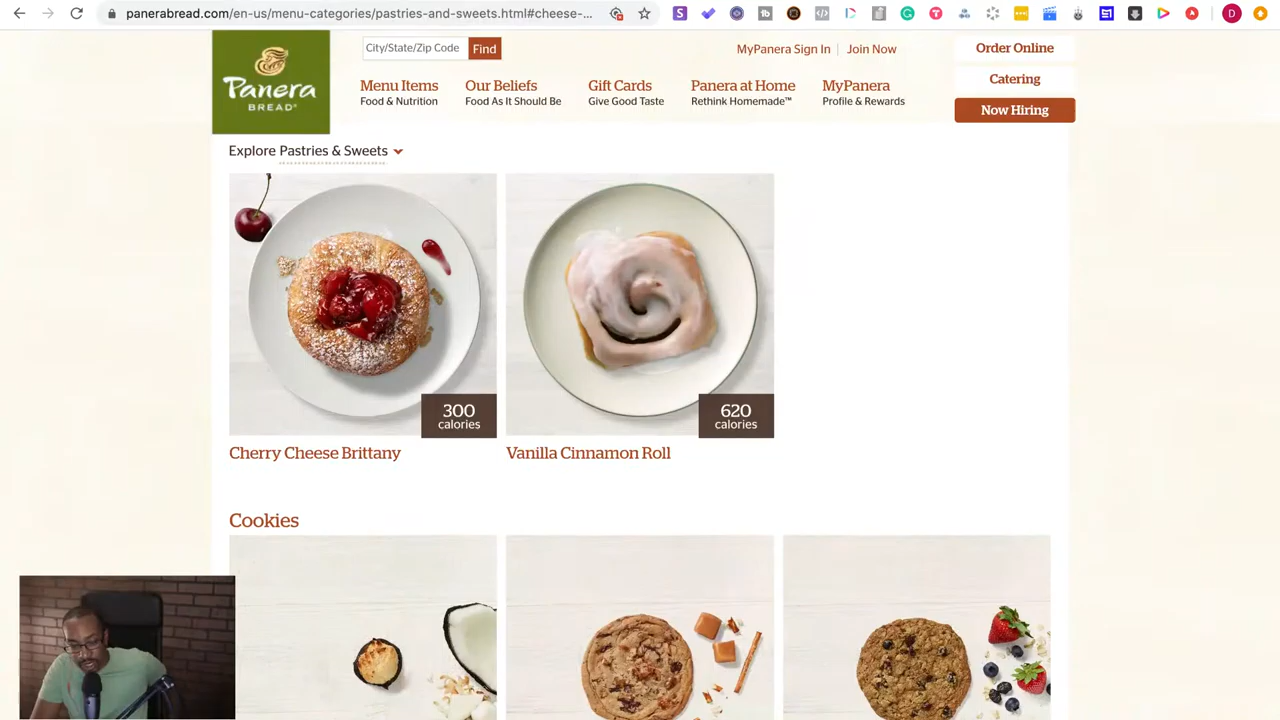 panerabread.com/en-us/menu-categories/pastries-and-sweets.html#cheese-...
D
Panera
BREAD®
City/State/Zip Code
Find
MyPanera Sign In
Join Now
Order Online
Catering
Now Hiring
Menu Items
Food & Nutrition
Our Beliefs
Food As It Should Be
Gift Cards
Give Good Taste
Panera at Home
Rethink Homemade™
MyPanera
Profile & Rewards
Explore Pastries & Sweets
300
calories
620
calories
Cherry Cheese Brittany
Vanilla Cinnamon Roll
Cookies